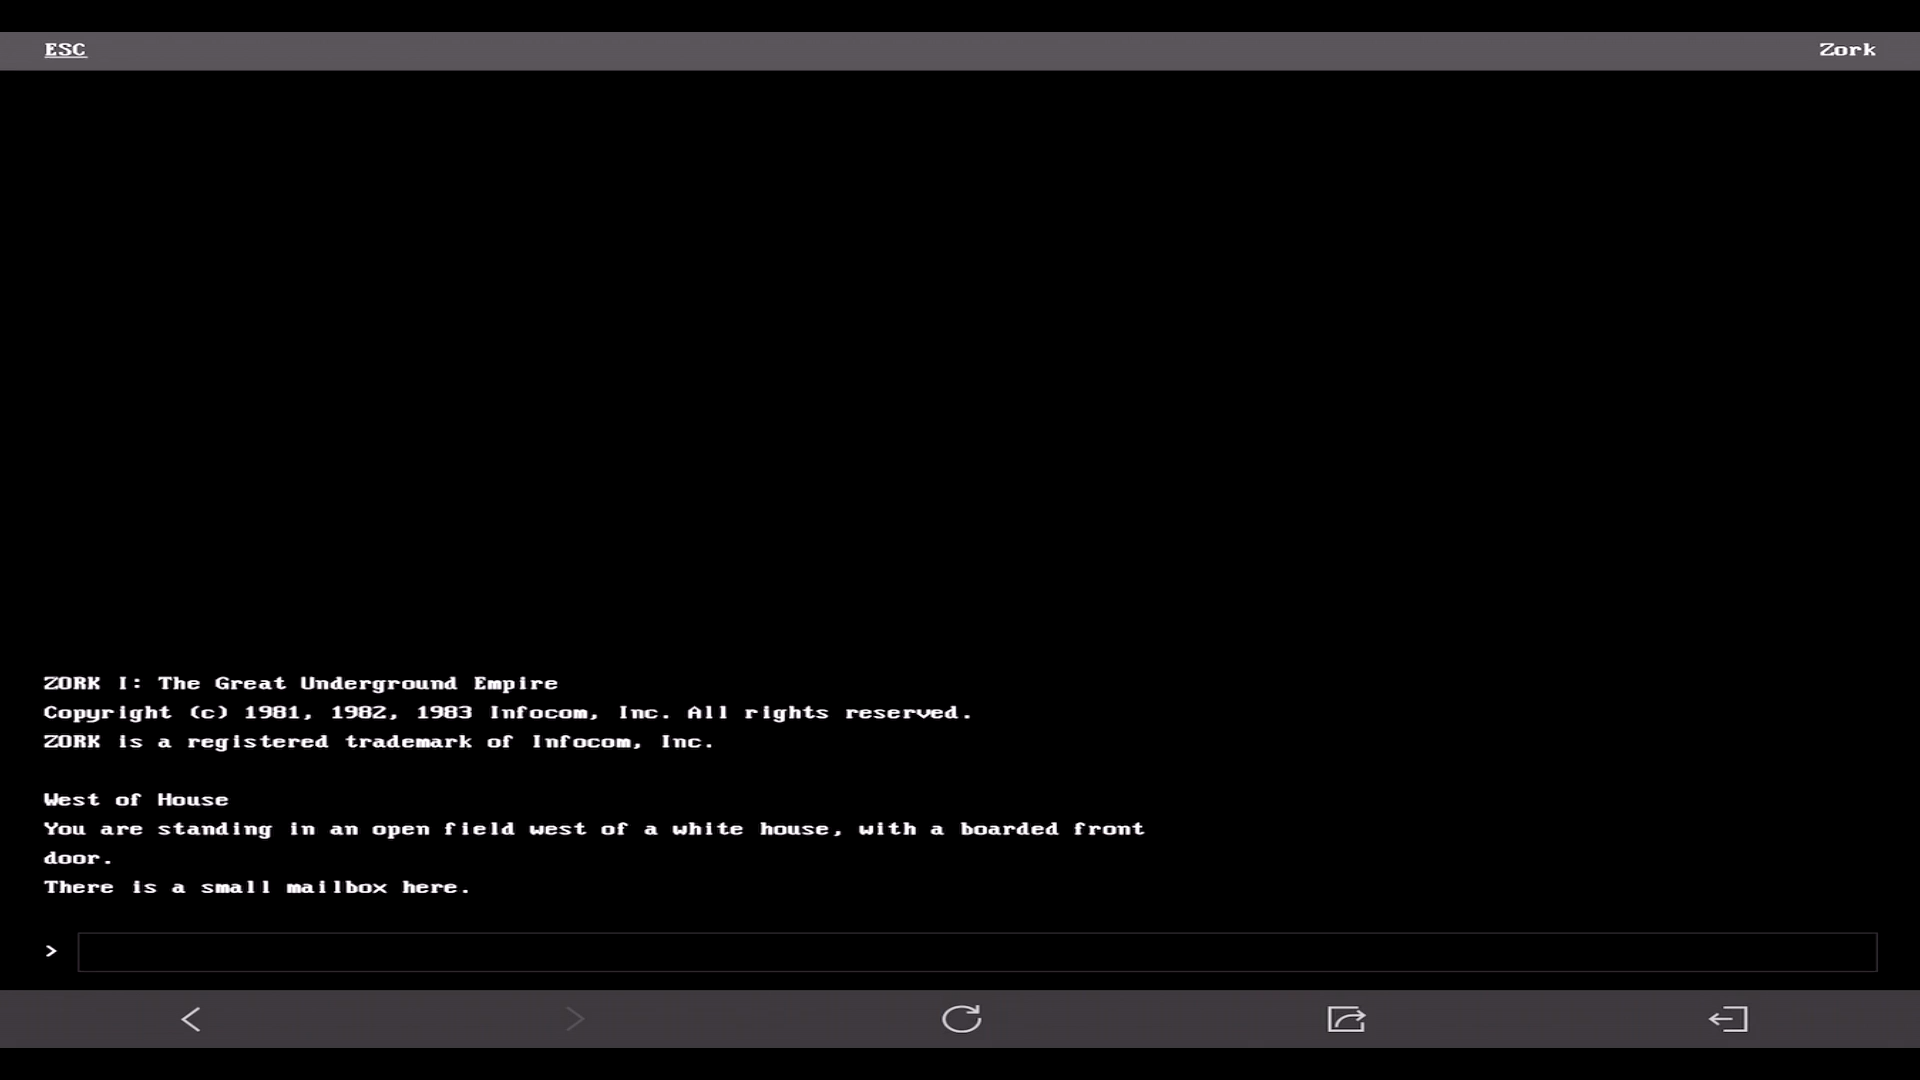 ESC
Zork
ZORK I: The Great Underground Empire
Copyright (c) 1981, 1982, 1983 Infocom, Inc. All rights reserved.
ZORK is a registered trademark of Infocom, Inc.
West of House
You are standing in an open field west of a white house, with a boarded front
door.
There is a small mailbox here.
>